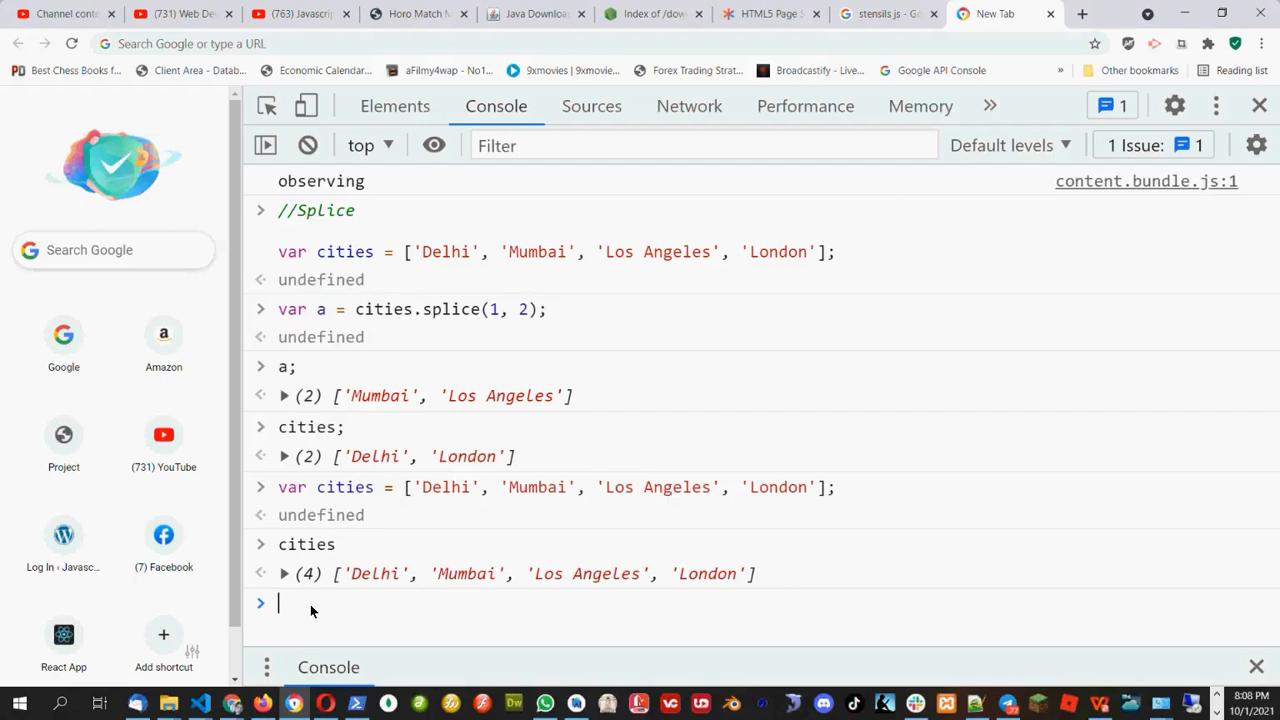 Channel conte
(731) Web De
(763) Javascrip
Horo Match M
Java Download
Index of /dow
HTML5 Page S
stensils js - Go
New Tab
Search Google or type a URL
Best Chess Books f...
Client Area - Datab...
Economic Calendar...
aFilmy4wap - No1...
9xmovies | 9xmovie...
Forex Trading Strat...
Broadcastify - Live...
Google API Console
»
Other bookmarks
Reading list
Elements
Console
Sources
Network
Performance
Memory
»
1
top
Filter
Default levels
1 Issue: 1
observing
content.bundle.js:1
//Splice
var cities = ['Delhi', 'Mumbai', 'Los Angeles', 'London'];
undefined
var a = cities.splice(1, 2);
undefined
a;
(2) ['Mumbai', 'Los Angeles']
cities;
(2) ['Delhi', 'London']
var cities = ['Delhi', 'Mumbai', 'Los Angeles', 'London'];
undefined
cities
(4) ['Delhi', 'Mumbai', 'Los Angeles', 'London']
Search Google
Google
Amazon
Project
(731) YouTube
Log In ‹ Javasc...
(7) Facebook
React App
Add shortcut
Console
8:08 PM
10/1/2021